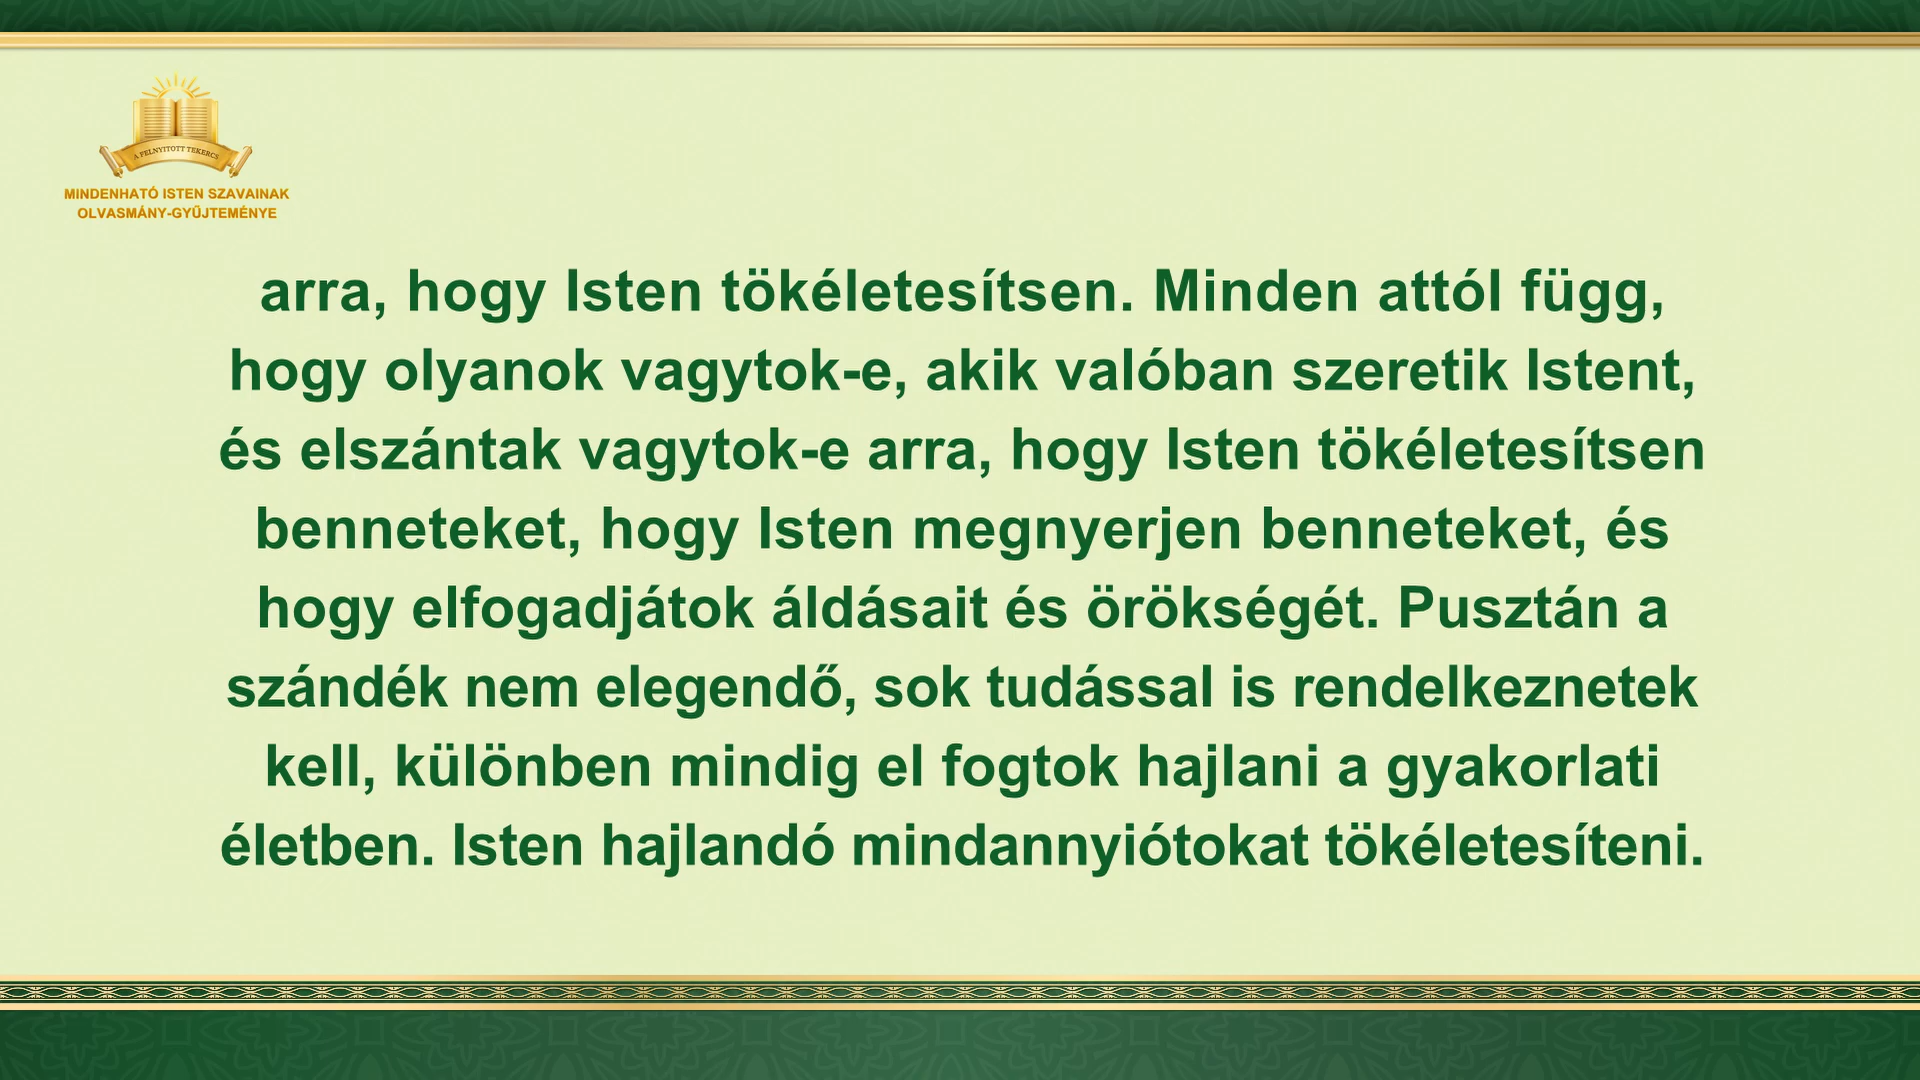 A FELNYITOTT TEKERCS
MINDENHATÓ ISTEN SZAVAINAK
OLVASMÁNY-GYŰJTEMÉNYE
arra, hogy Isten tökéletesítsen. Minden attól függ,
hogy olyanok vagytok-e, akik valóban szeretik Istent,
és elszántak vagytok-e arra, hogy Isten tökéletesítsen
benneteket, hogy Isten megnyerjen benneteket, és
hogy elfogadjátok áldásait és örökségét. Pusztán a
szándék nem elegendő, sok tudással is rendelkeznetek
kell, különben mindig el fogtok hajlani a gyakorlati
életben. Isten hajlandó mindannyiótokat tökéletesíteni.